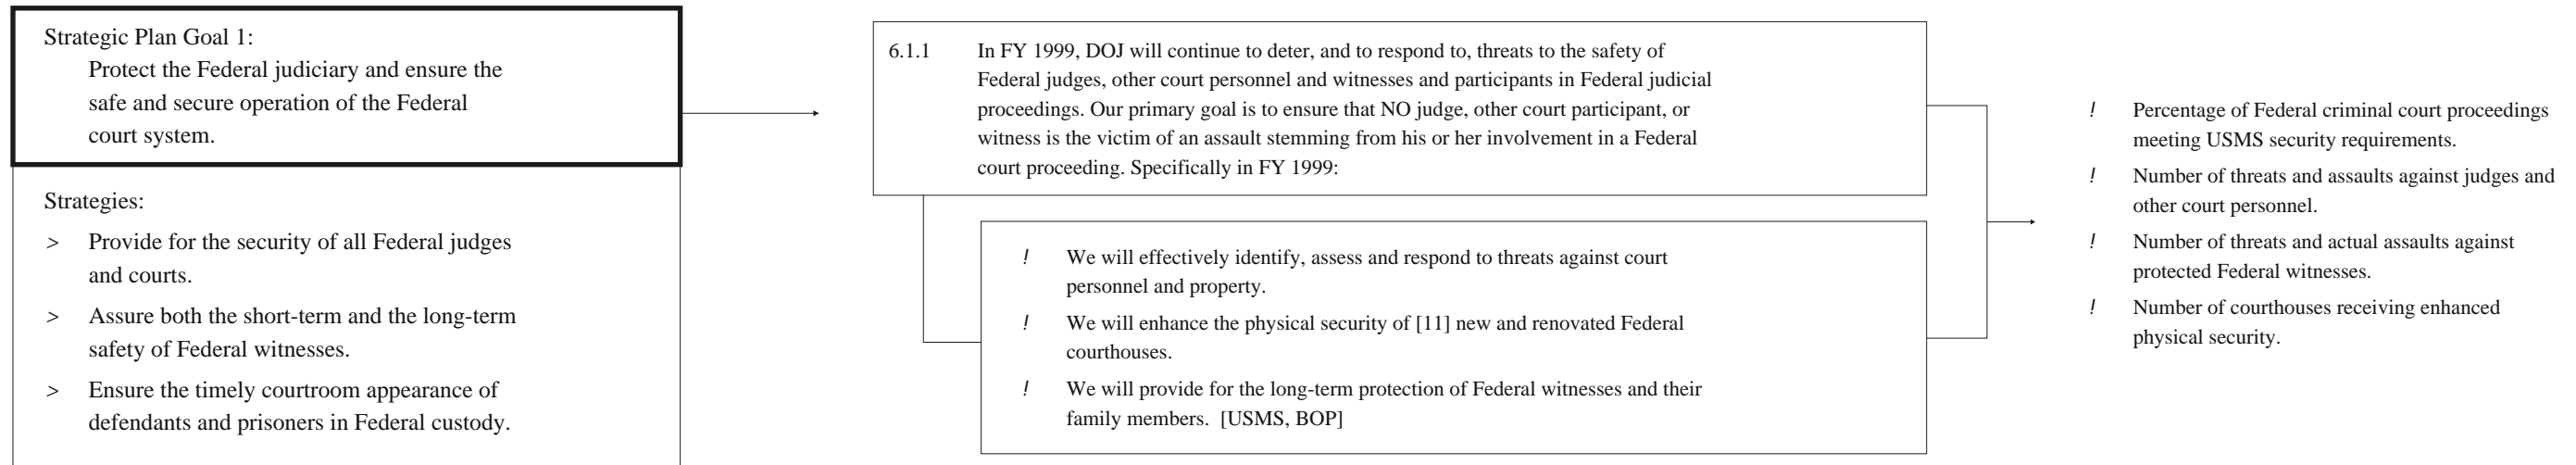 Strategic Plan Goal 1:
Protect the Federal judiciary and ensure the
safe and secure operation of the Federal
court system.
Strategies:
> Provide for the security of all Federal judges
and courts.
> Assure both the short-term and the long-term
safety of Federal witnesses.
> Ensure the timely courtroom appearance of
defendants and prisoners in Federal custody.
6.1.1 In FY 1999, DOJ will continue to deter, and to respond to, threats to the safety of
Federal judges, other court personnel and witnesses and participants in Federal judicial
proceedings. Our primary goal is to ensure that NO judge, other court participant, or
witness is the victim of an assault stemming from his or her involvement in a Federal
court proceeding. Specifically in FY 1999:
! We will effectively identify, assess and respond to threats against court
personnel and property.
! We will enhance the physical security of [11] new and renovated Federal
courthouses.
! We will provide for the long-term protection of Federal witnesses and their
family members. [USMS, BOP]
! Percentage of Federal criminal court proceedings
meeting USMS security requirements.
! Number of threats and assaults against judges and
other court personnel.
! Number of threats and actual assaults against
protected Federal witnesses.
! Number of courthouses receiving enhanced
physical security.